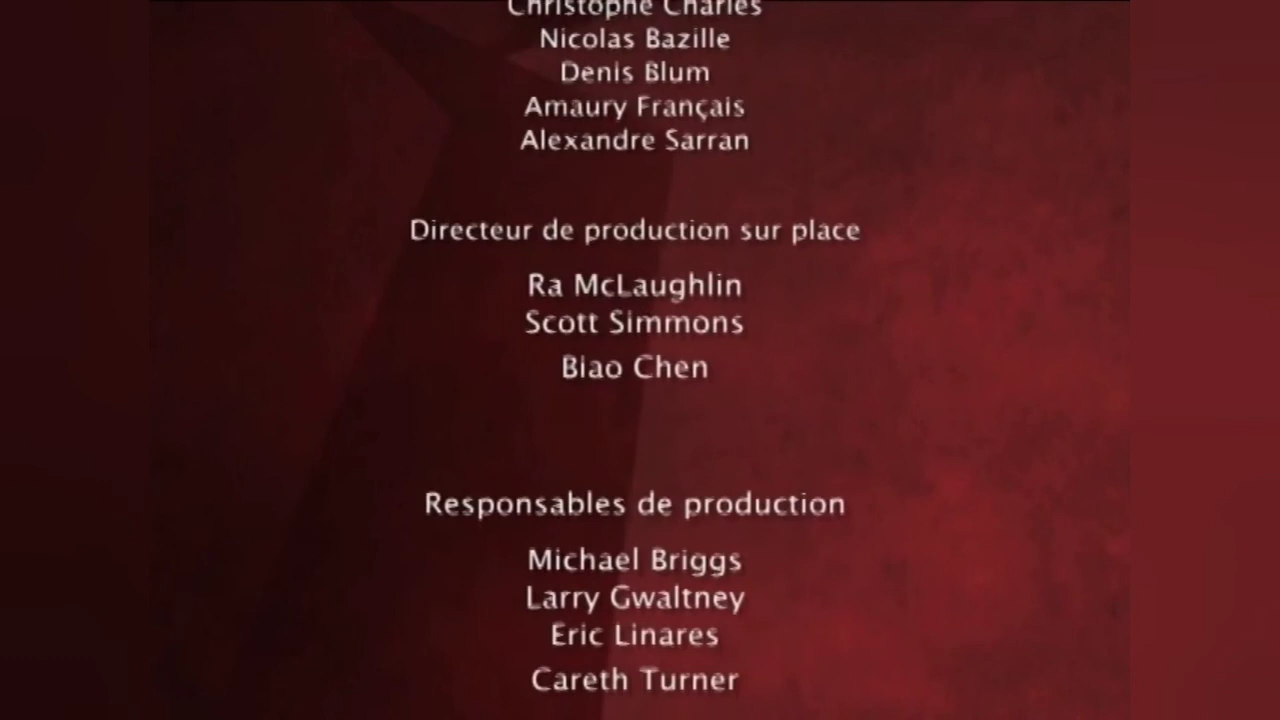 Christophe Charles
Nicolas Bazille
Denis Blum
Amaury Français
Alexandre Sarran
Directeur de production sur place
Ra McLaughlin
Scott Simmons
Biao Chen
Responsables de production
Michael Briggs
Larry Gwaltney
Eric Linares
Careth Turner